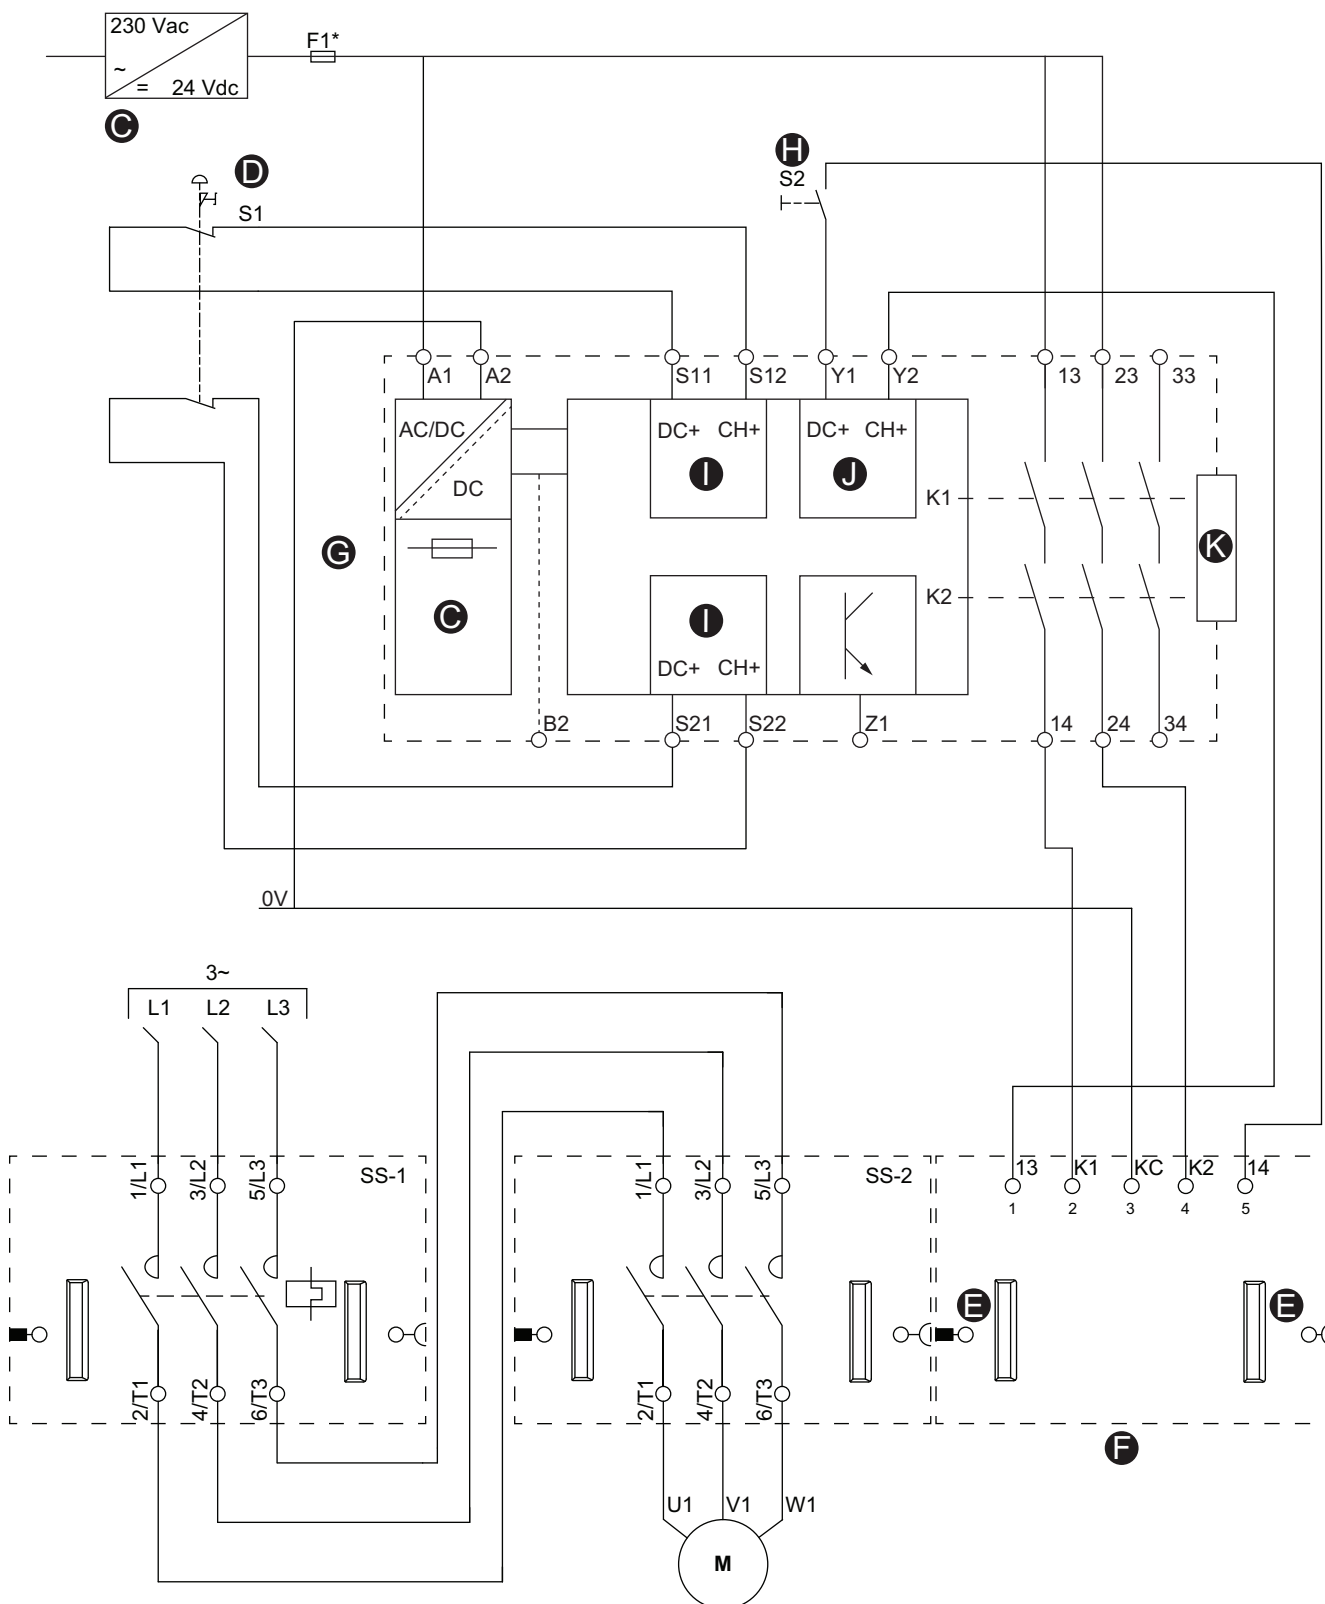 230 Vac
~
= 24 Vdc
F1*
C
D
S1
H
S2
A1 A2 S11 S12 Y1 Y2 13 23 33
AC/DC
DC
DC+ CH+
DC+ CH+
I
J
K1
G
K
C
I
K2
DC+ CH+
B2 S21 S22 Z1 14 24 34
0V
3~
L1 L2 L3
1/L1 3/L2 5/L3 SS-1
1/L1 3/L2 5/L3 SS-2
13 K1 KC K2 14
1 2 3 4 5
E E
2/T1 4/T2 6/T3
2/T1 4/T2 6/T3
F
U1 V1 W1
M